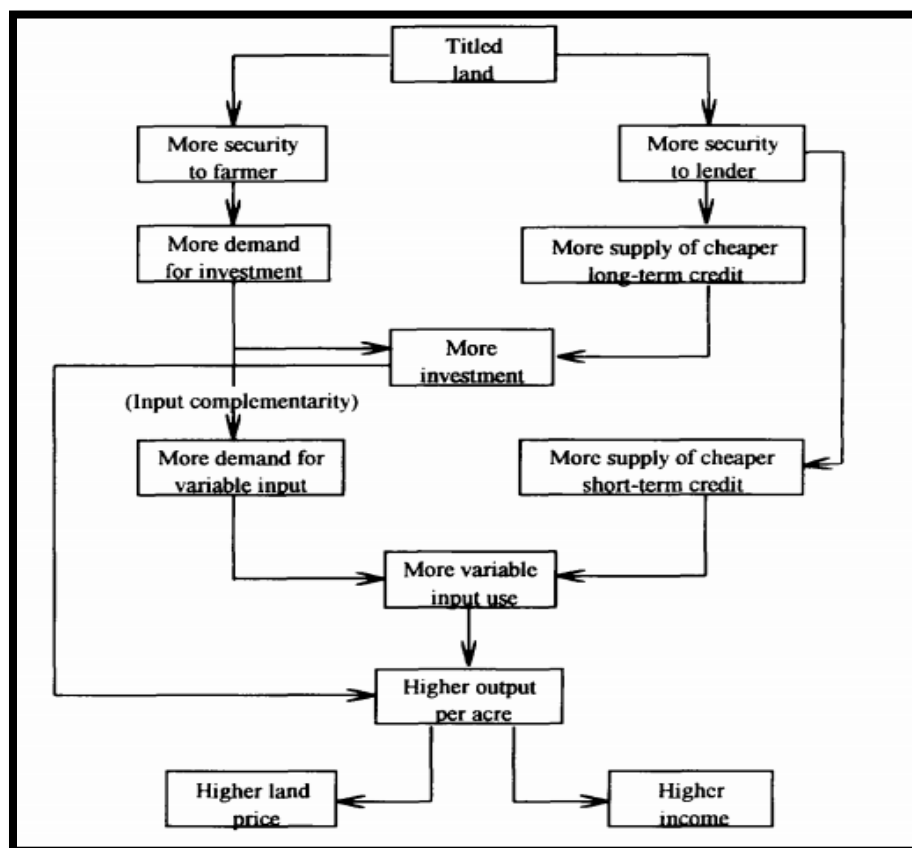 Titled
land
More security
to farmer
More security
to lender
More demand
for investment
More supply of cheaper
long-term credit
More
investment
(Input complementarity)
More demand for
variable input
More supply of cheaper
short-term credit
More variable
input use
Higher output
per acre
Higher land
price
Higher
income